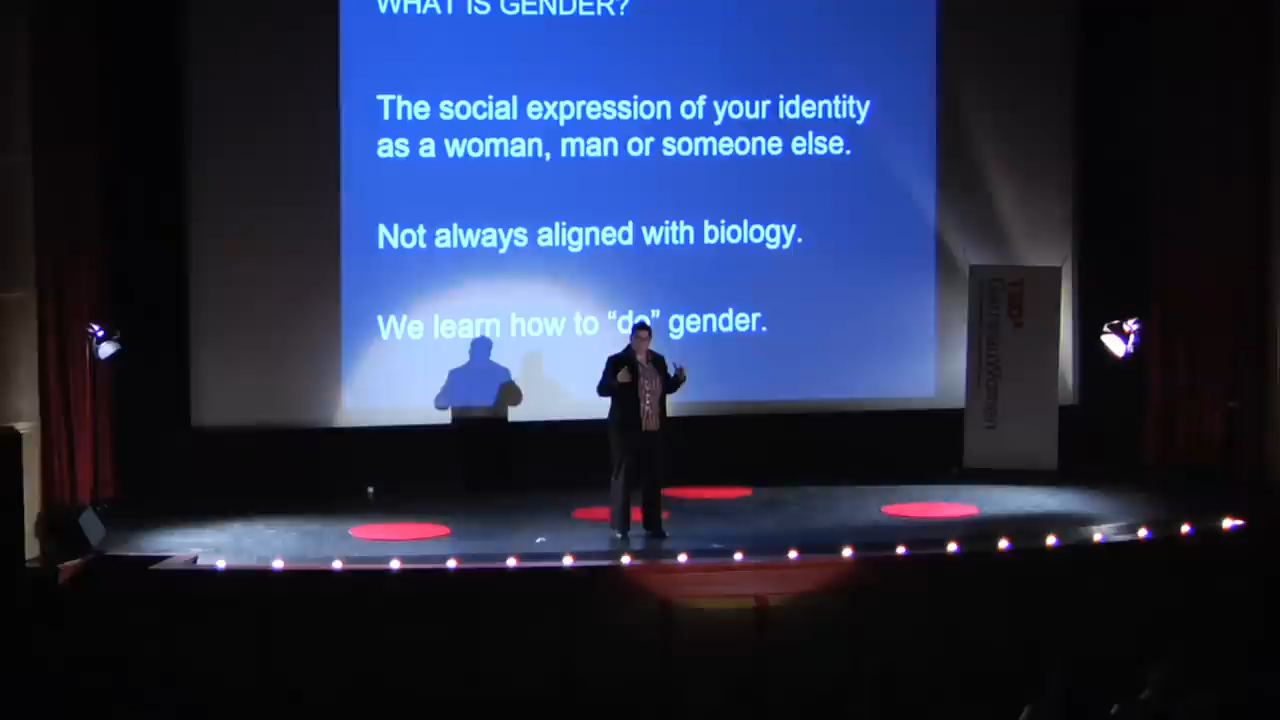 WHAT IS GENDER?
The social expression of your identity
as a woman, man or someone else.
Not always aligned with biology.
We learn how to “do” gender.
TEDx